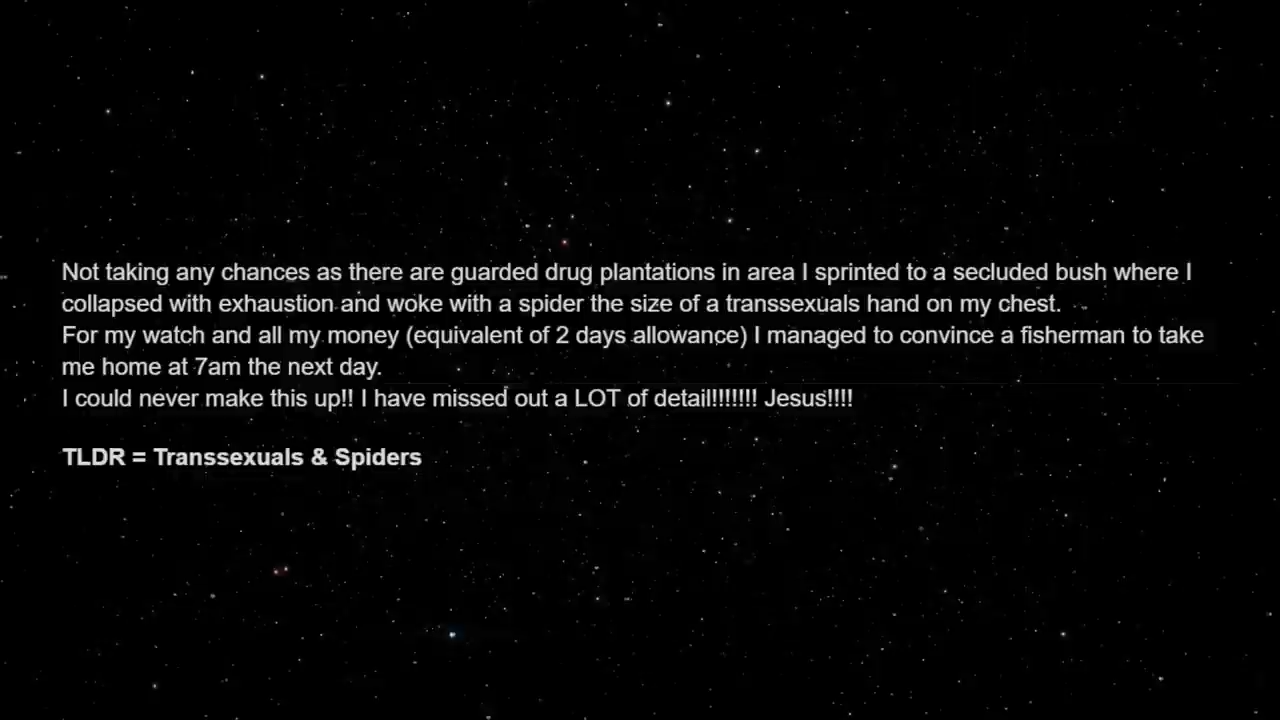 Not taking any chances as there are guarded drug plantations in area I sprinted to a secluded bush where I
collapsed with exhaustion and woke with a spider the size of a transsexuals hand on my chest.
For my watch and all my money (equivalent of 2 days allowance) I managed to convince a fisherman to take
me home at 7am the next day.
I could never make this up!! I have missed out a LOT of detail!!!!!!! Jesus!!!!
TLDR = Transsexuals & Spiders